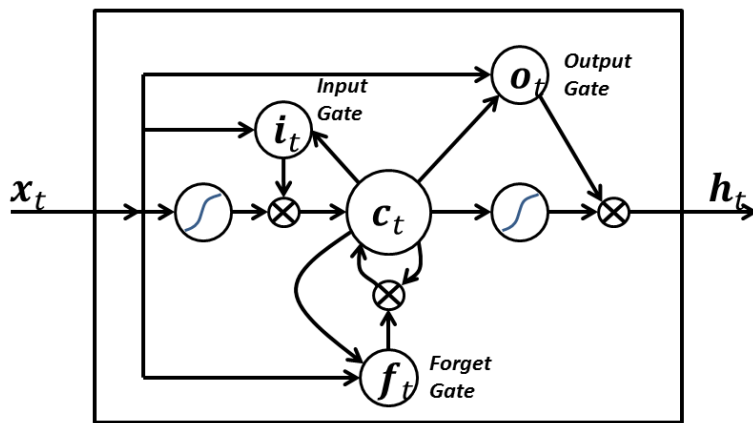 Output
Gate
o_t
Input
Gate
i_t
x_t
c_t
h_t
f_t
Forget
Gate